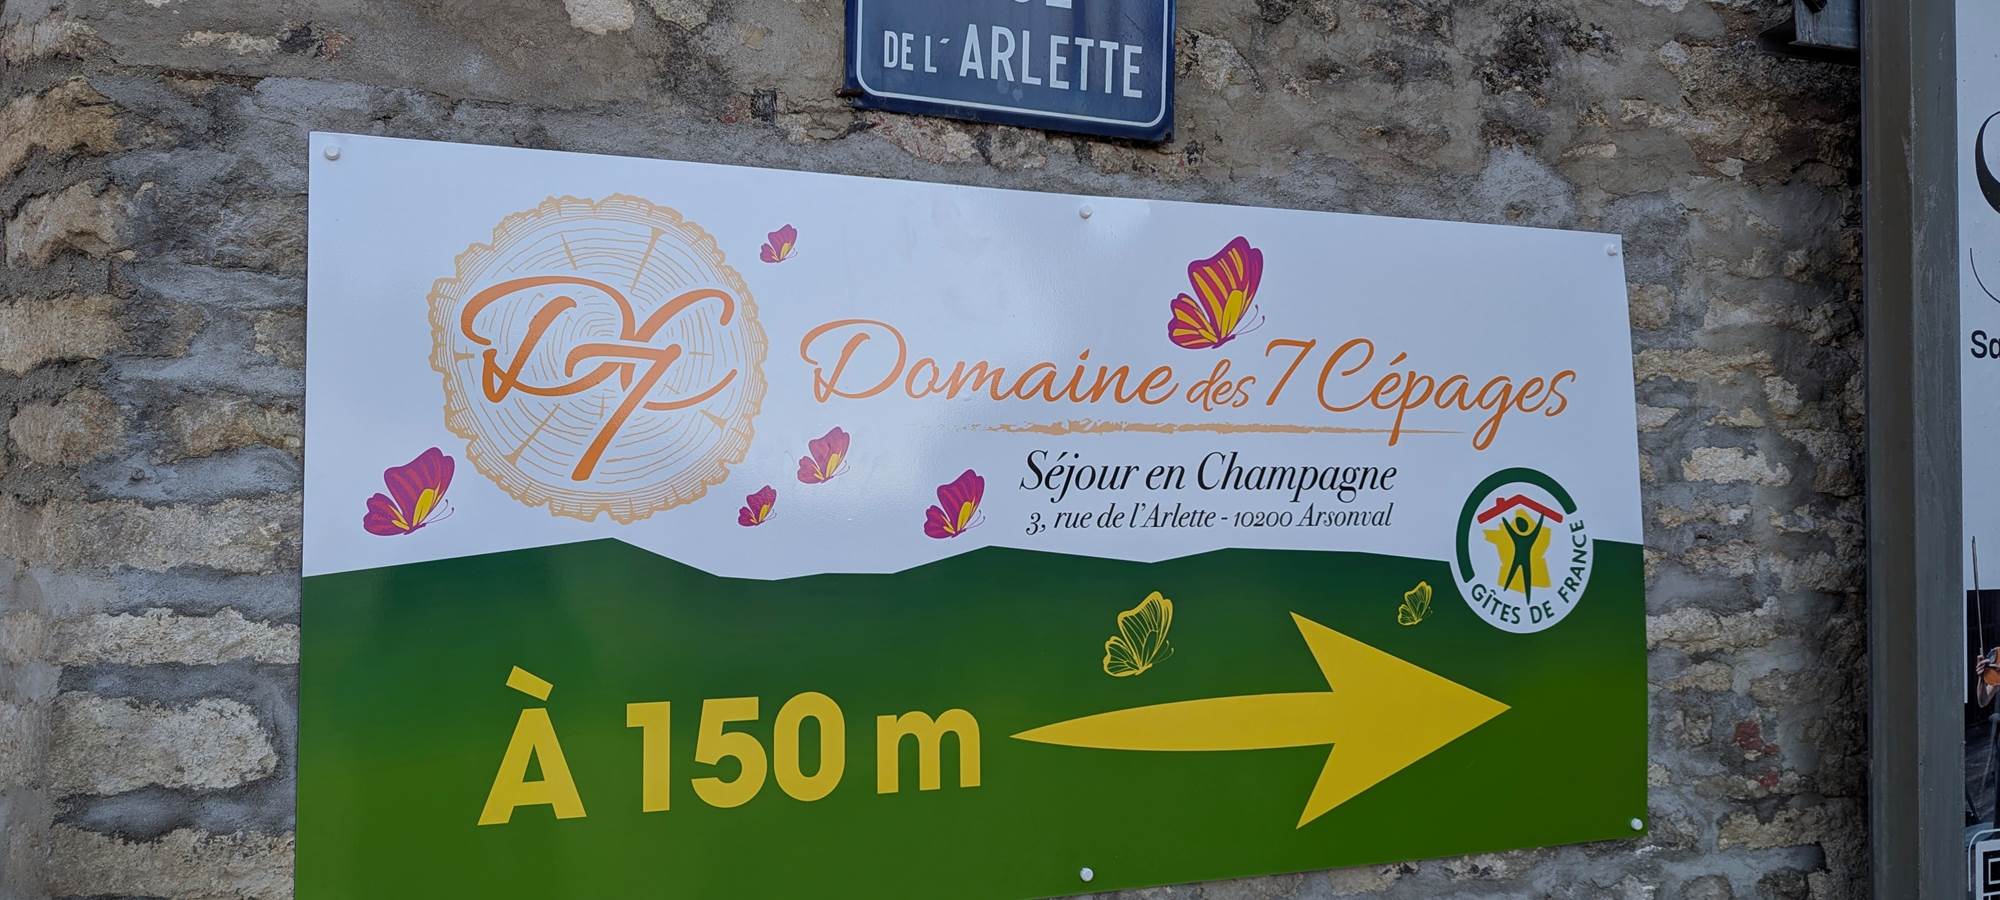 DE L' ARLETTE
D7C
Domaine des 7 Cépages
Séjour en Champagne
3, rue de l'Arlette - 10200 Arsonval
GÎTES DE FRANCE
À 150 m